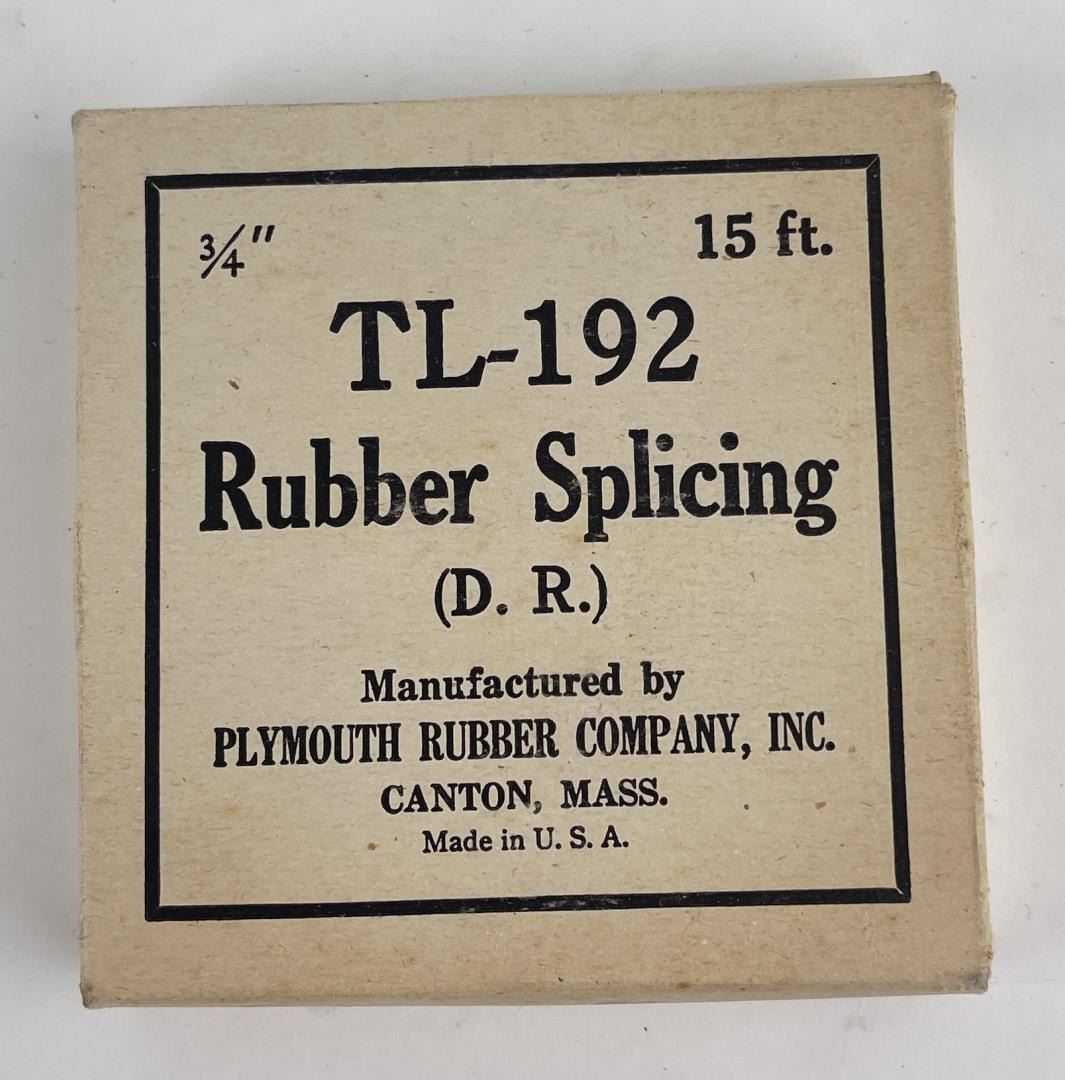 3/4" 15 ft.
TL-192
Rubber Splicing
(D. R.)
Manufactured by
PLYMOUTH RUBBER COMPANY, INC.
CANTON, MASS.
Made in U. S. A.